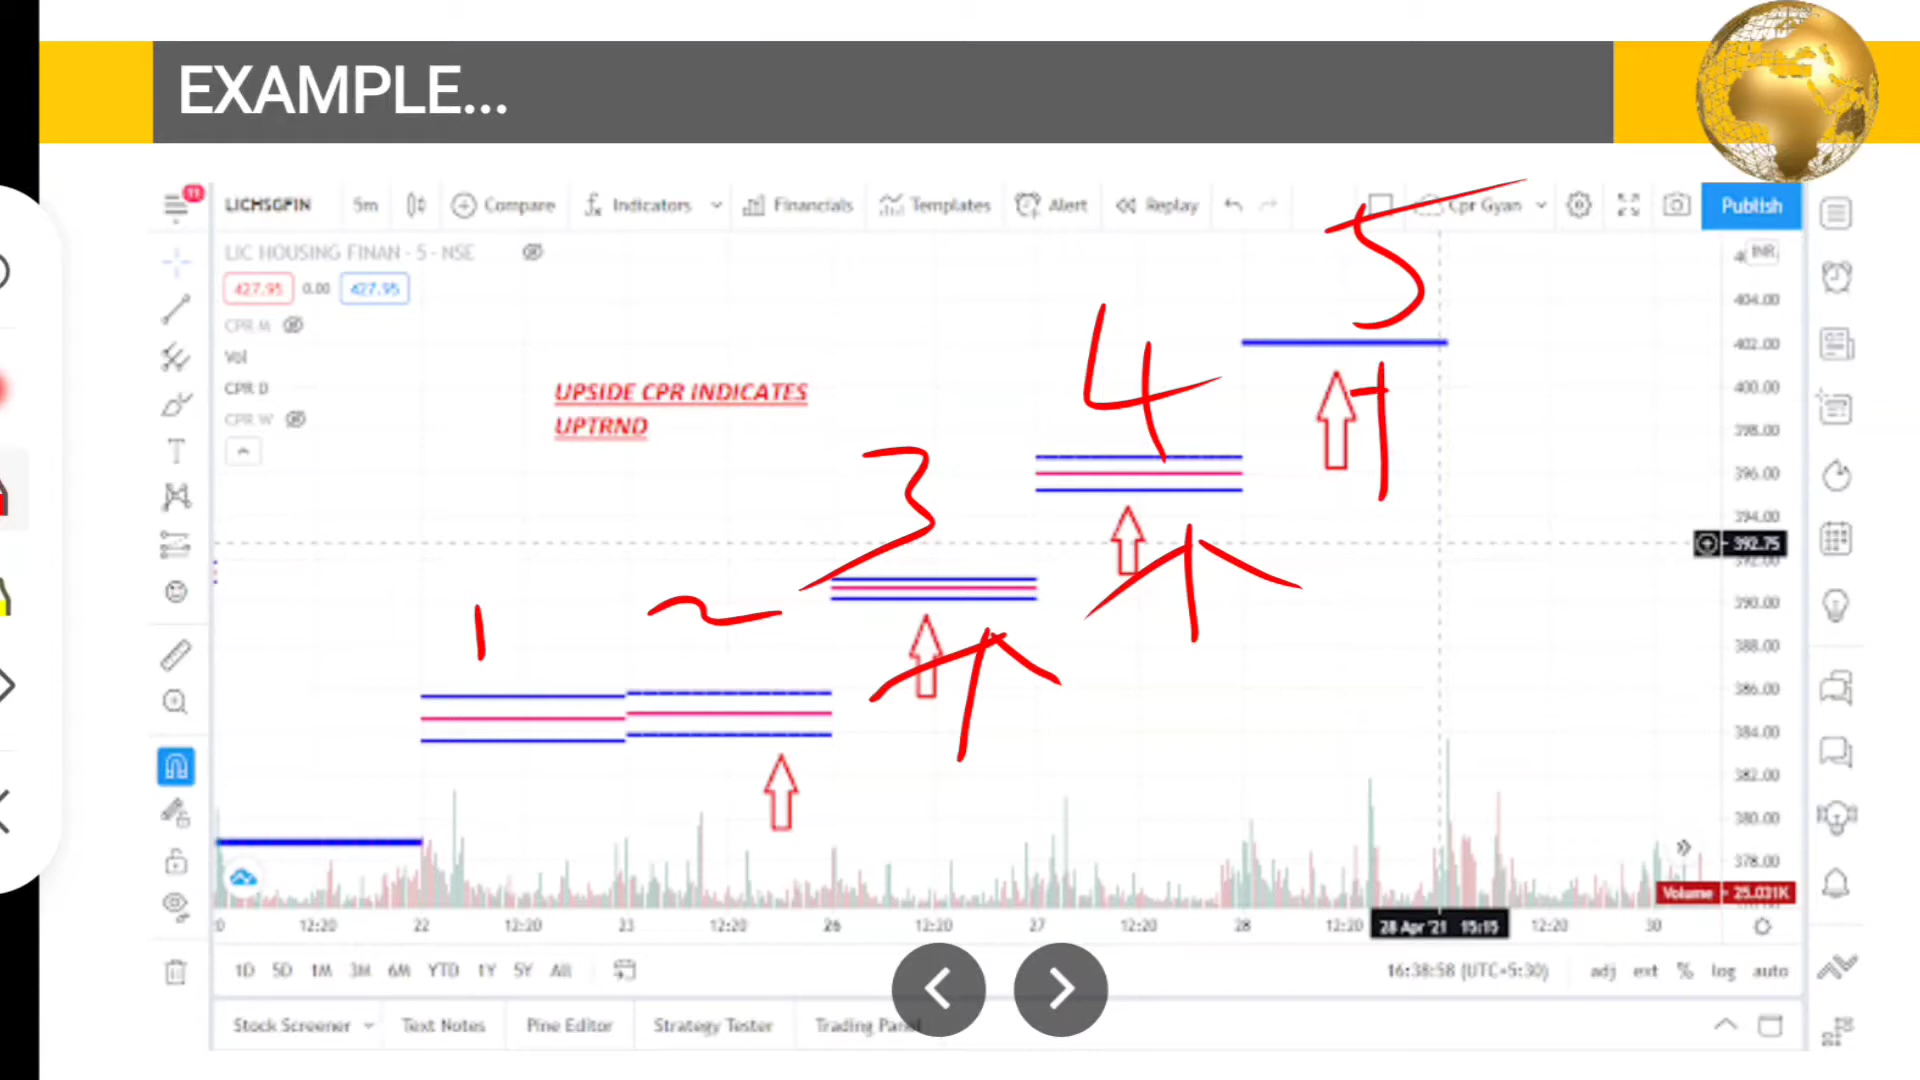 EXAMPLE...
11
LICHSGFIN 5m Compare Indicators Financials Templates Alert Replay Cpr Gyan Publish
LIC HOUSING FINAN - 5 - NSE
INR
427.95 0.00 427.95
CPR M
Vol
CPR D
CPR W
UPSIDE CPR INDICATES
UPTRND
1
3
4
5
404.00
402.00
400.00
398.00
396.00
394.00
392.75
392.00
390.00
388.00
386.00
384.00
382.00
380.00
378.00
Volume 25.031K
0 12:20 22 12:20 23 12:20 26 12:20 27 12:20 28 12:20 28 Apr '21 15:15 12:20 30
1D 5D 1M 3M 6M YTD 1Y 5Y All 16:38:58 (UTC+5:30) adj ext % log auto
Stock Screener Text Notes Pine Editor Strategy Tester Trading